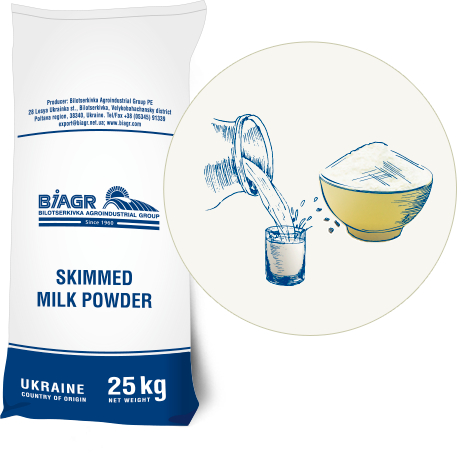 Producer: Bilotserkivka Agroindustrial Group PE
28 Lesya Ukrainka st., Bilotserkivka, Velykobahachansky district
Poltava region, 38340, Ukraine. Tel/Fax +38 (05345) 91338
export@biagr.net.ua; www.biagr.com
BIAGR
BILOTSERKIVKA AGROINDUSTRIAL GROUP
Since 1960
SKIMMED
MILK POWDER
UKRAINE
COUNTRY OF ORIGIN
25 kg
NET WEIGHT